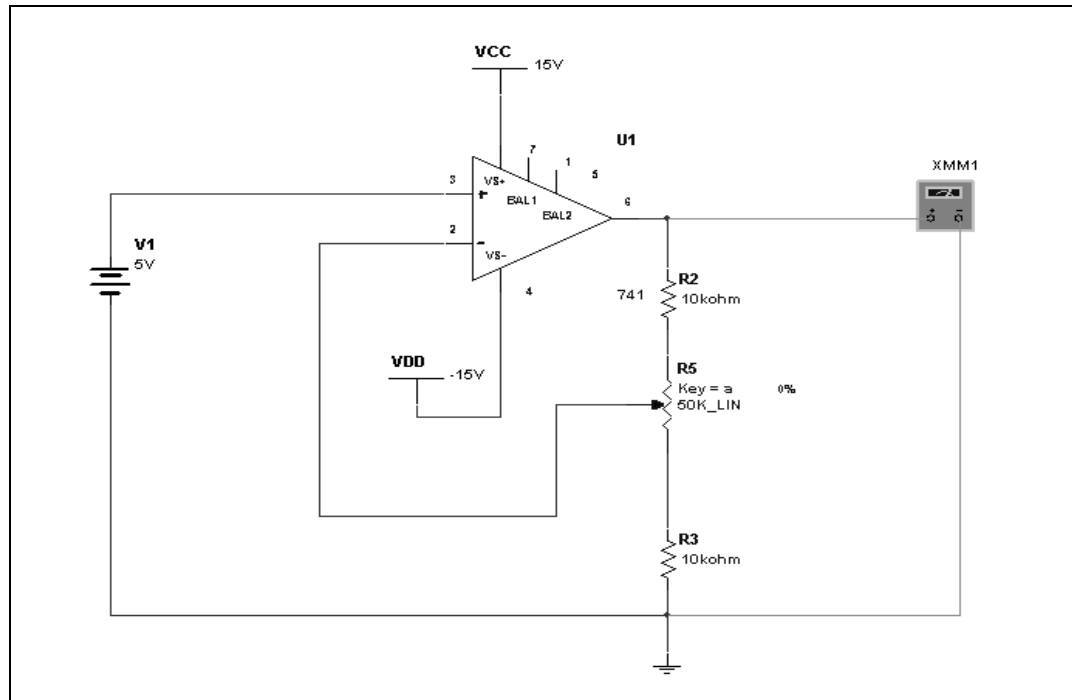 VCC
15V
U1
7
1
5
XMM1
3
VS+
+
BAL1
6
BAL2
2
-
VS-
V1
5V
4
741
R2
10kohm
VDD
-15V
R5
Key = a 0%
50K_LIN
R3
10kohm